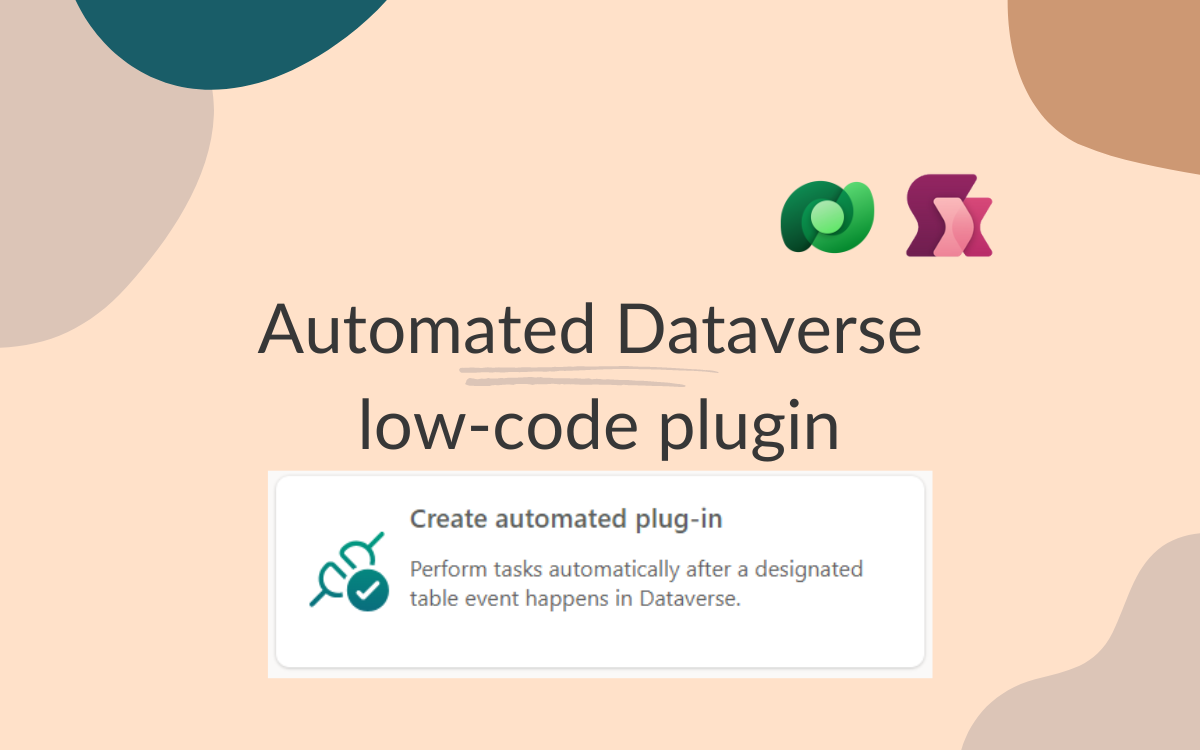 Automated Dataverse
low-code plugin
Create automated plug-in
Perform tasks automatically after a designated
table event happens in Dataverse.